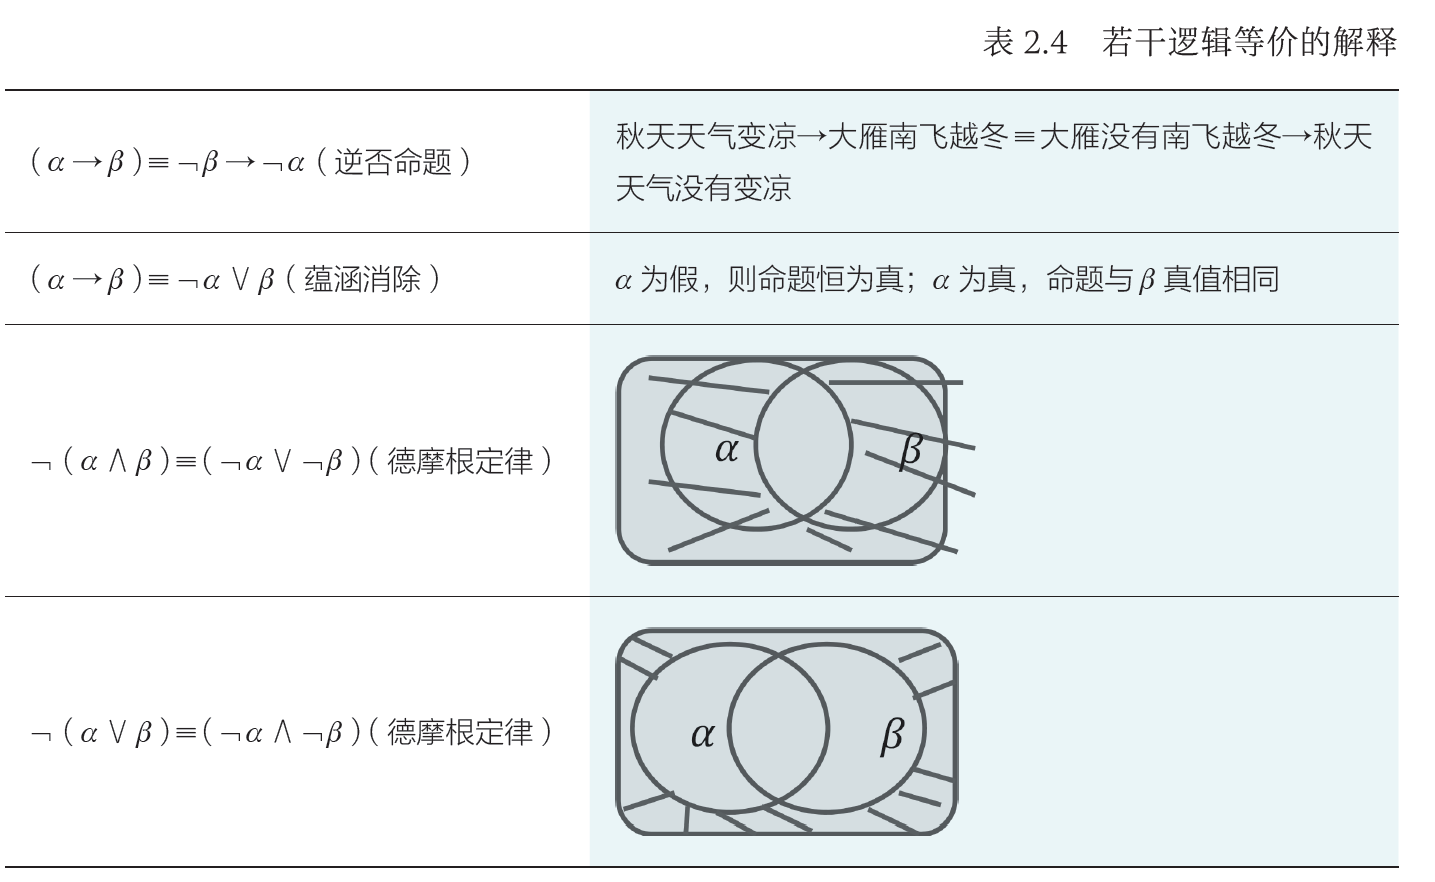 表 2.4 若干逻辑等价的解释
(α→β)≡¬β→¬α(逆否命题)
秋天天气变凉→大雁南飞越冬≡大雁没有南飞越冬→秋天
天气没有变凉
(α→β)≡¬α∨β(蕴涵消除)
α 为假，则命题恒为真；α 为真，命题与 β 真值相同
¬(α∧β)≡(¬α∨¬β)(德摩根定律)
α β
¬(α∨β)≡(¬α∧¬β)(德摩根定律)
α β